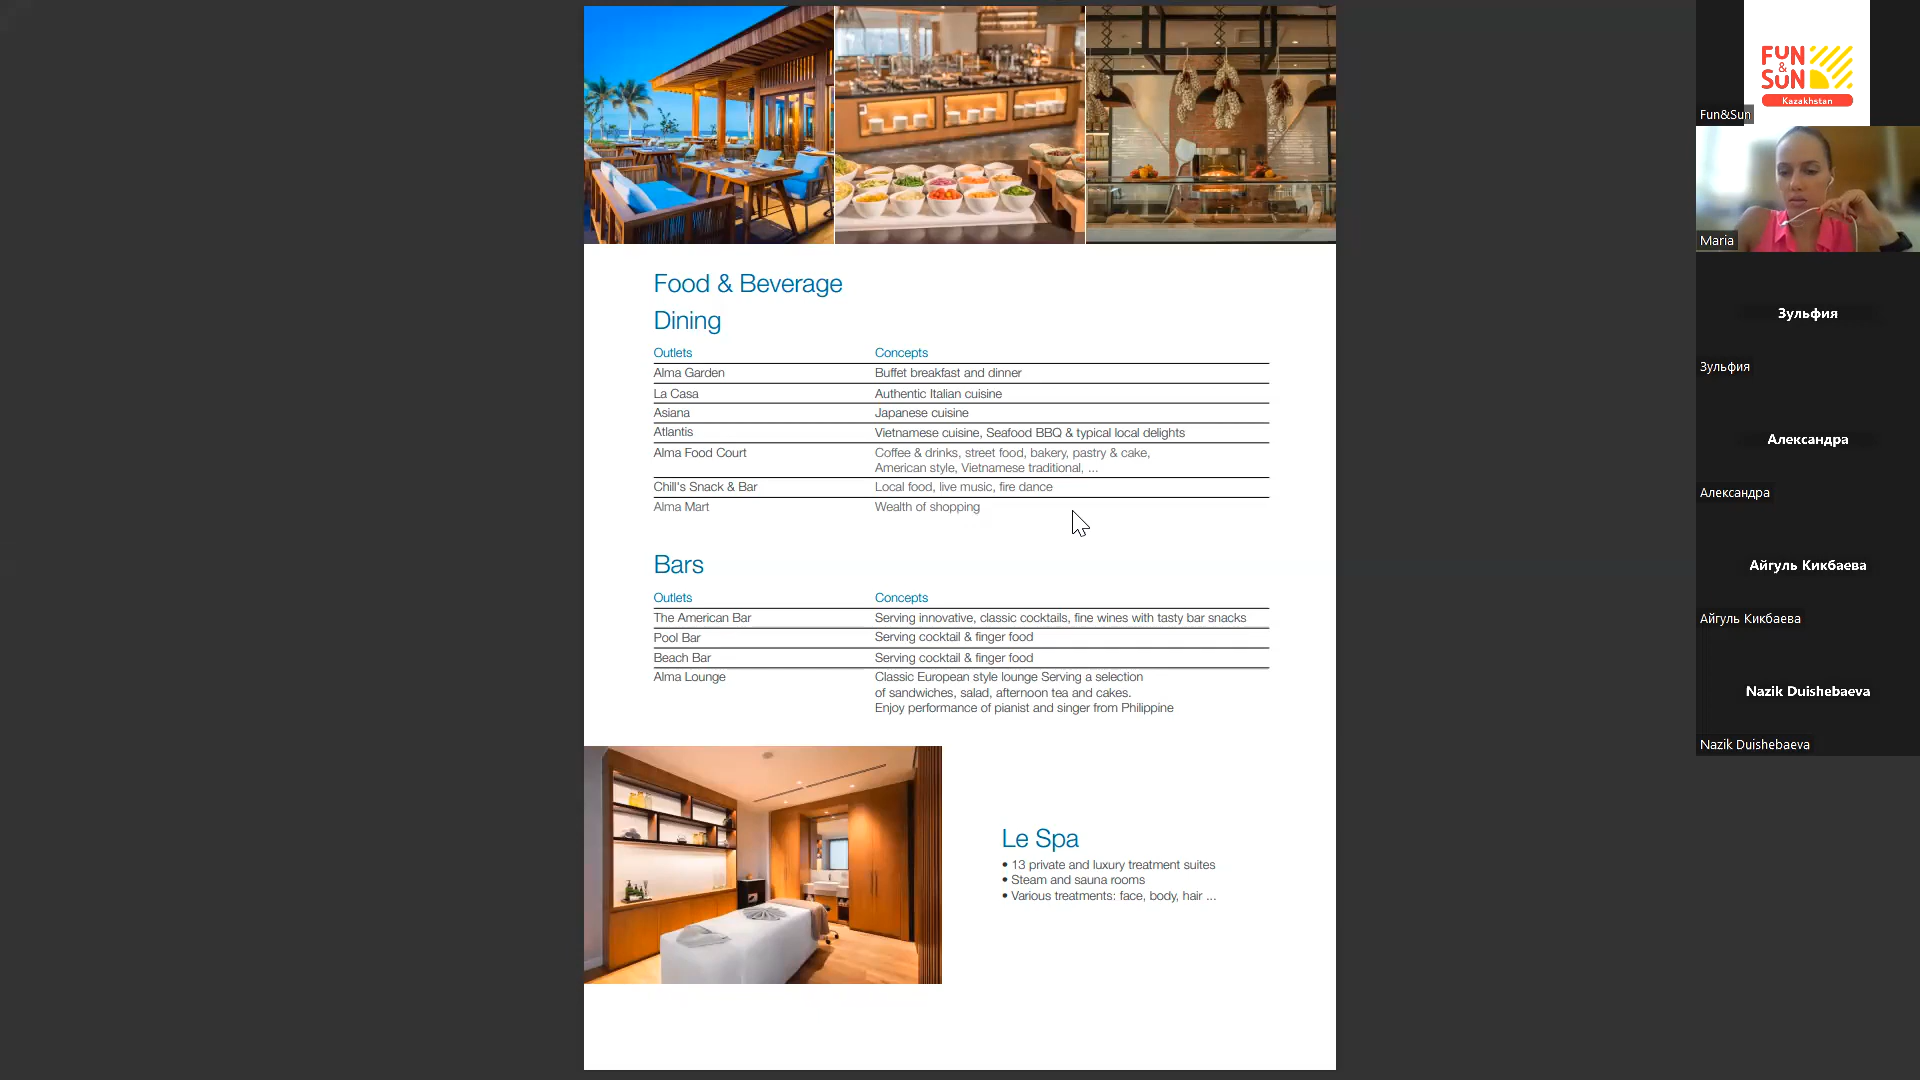 Food & Beverage
Dining
Outlets Concepts
Alma Garden Buffet breakfast and dinner
La Casa Authentic Italian cuisine
Asiana Japanese cuisine
Atlantis Vietnamese cuisine, Seafood BBQ & typical local delights
Alma Food Court Coffee & drinks, street food, bakery, pastry & cake,
American style, Vietnamese traditional, ...
Chill's Snack & Bar Local food, live music, fire dance
Alma Mart Wealth of shopping
Bars
Outlets Concepts
The American Bar Serving innovative, classic cocktails, fine wines with tasty bar snacks
Pool Bar Serving cocktail & finger food
Beach Bar Serving cocktail & finger food
Alma Lounge Classic European style lounge Serving a selection
of sandwiches, salad, afternoon tea and cakes.
Enjoy performance of pianist and singer from Philippine
Le Spa
• 13 private and luxury treatment suites
• Steam and sauna rooms
• Various treatments: face, body, hair ...
FUN
&
SUN
Kazakhstan
Fun&Sun
Maria
Зульфия
Зульфия
Александра
Александра
Айгуль Кикбаева
Айгуль Кикбаева
Nazik Duishebaeva
Nazik Duishebaeva